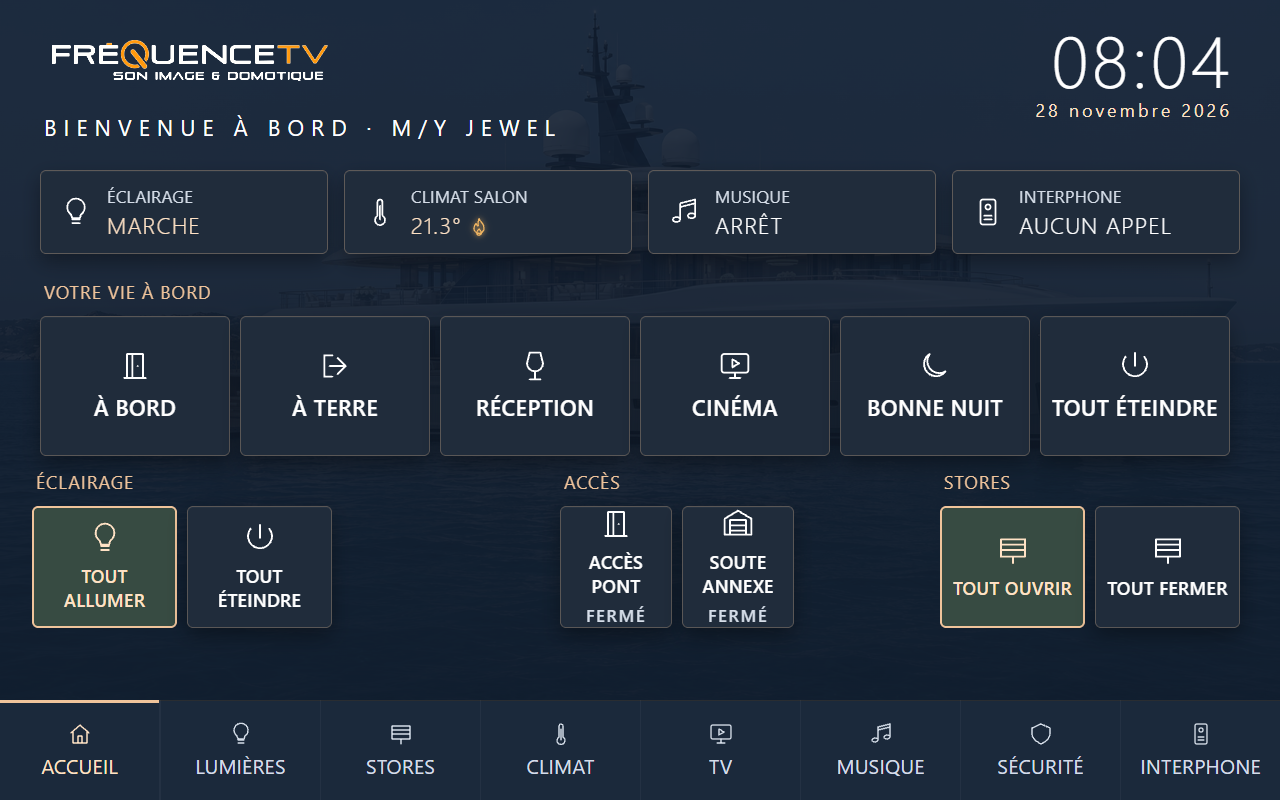 FRÉQUENCETV
SON IMAGE & DOMOTIQUE
08:04
28 novembre 2026
BIENVENUE À BORD · M/Y JEWEL
ÉCLAIRAGE
MARCHE
CLIMAT SALON
21.3°
MUSIQUE
ARRÊT
INTERPHONE
AUCUN APPEL
VOTRE VIE À BORD
À BORD
À TERRE
RÉCEPTION
CINÉMA
BONNE NUIT
TOUT ÉTEINDRE
ÉCLAIRAGE
TOUT
ALLUMER
TOUT
ÉTEINDRE
ACCÈS
ACCÈS
PONT
FERMÉ
SOUTE
ANNEXE
FERMÉ
STORES
TOUT OUVRIR
TOUT FERMER
ACCUEIL
LUMIÈRES
STORES
CLIMAT
TV
MUSIQUE
SÉCURITÉ
INTERPHONE